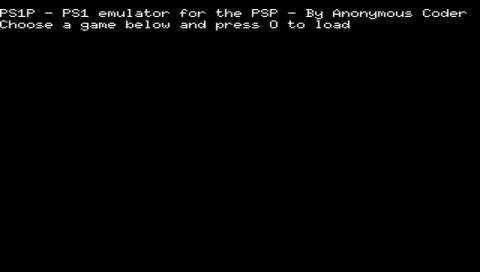 PS1P - PS1 emulator for the PSP - By Anonymous Coder
Choose a game below and press O to load